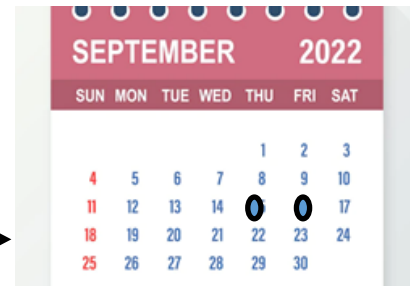 SEPTEMBER 2022
SUN MON TUE WED THU FRI SAT
1 2 3
4 5 6 7 8 9 10
11 12 13 14 17
18 19 20 21 22 23 24
25 26 27 28 29 30